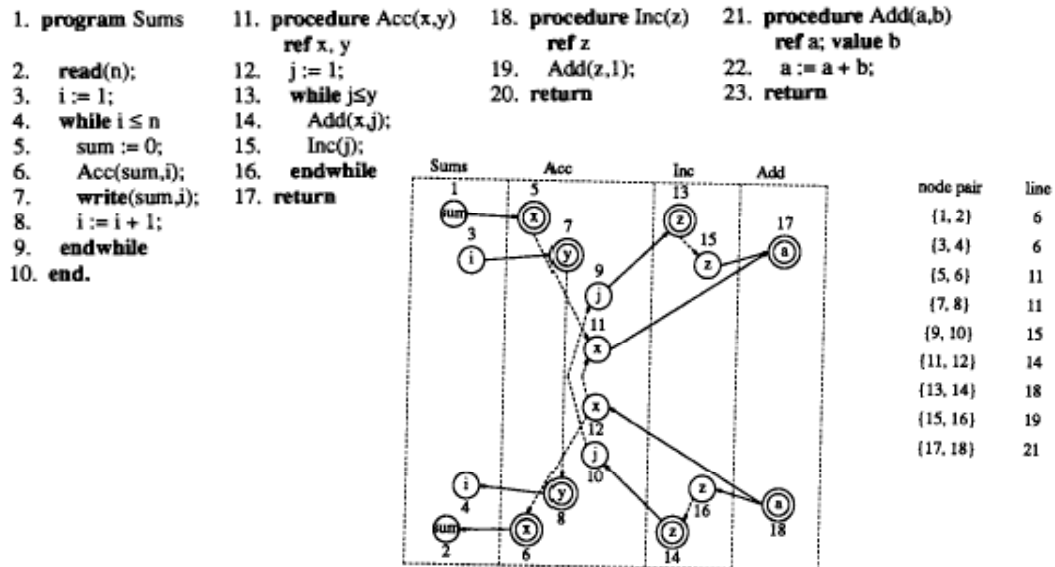 1. program Sums
2. read(n);
3. i := 1;
4. while i ≤ n
5. sum := 0;
6. Acc(sum,i);
7. write(sum,i);
8. i := i + 1;
9. endwhile
10. end.
11. procedure Acc(x,y)
ref x, y
12. j := 1;
13. while j≤y
14. Add(x,j);
15. Inc(j);
16. endwhile
17. return
18. procedure Inc(z)
ref z
19. Add(z,1);
20. return
21. procedure Add(a,b)
ref a; value b
22. a := a + b;
23. return
Sums Acc Inc Add
1 5 13
sum x z
3 7 15 17
i y z a
9
j
11
x
x
12
j
10
i y z a
4 8 16 18
sum x z
2 6 14
node pair line
{1, 2} 6
{3, 4} 6
{5, 6} 11
{7, 8} 11
{9, 10} 15
{11, 12} 14
{13, 14} 18
{15, 16} 19
{17, 18} 21